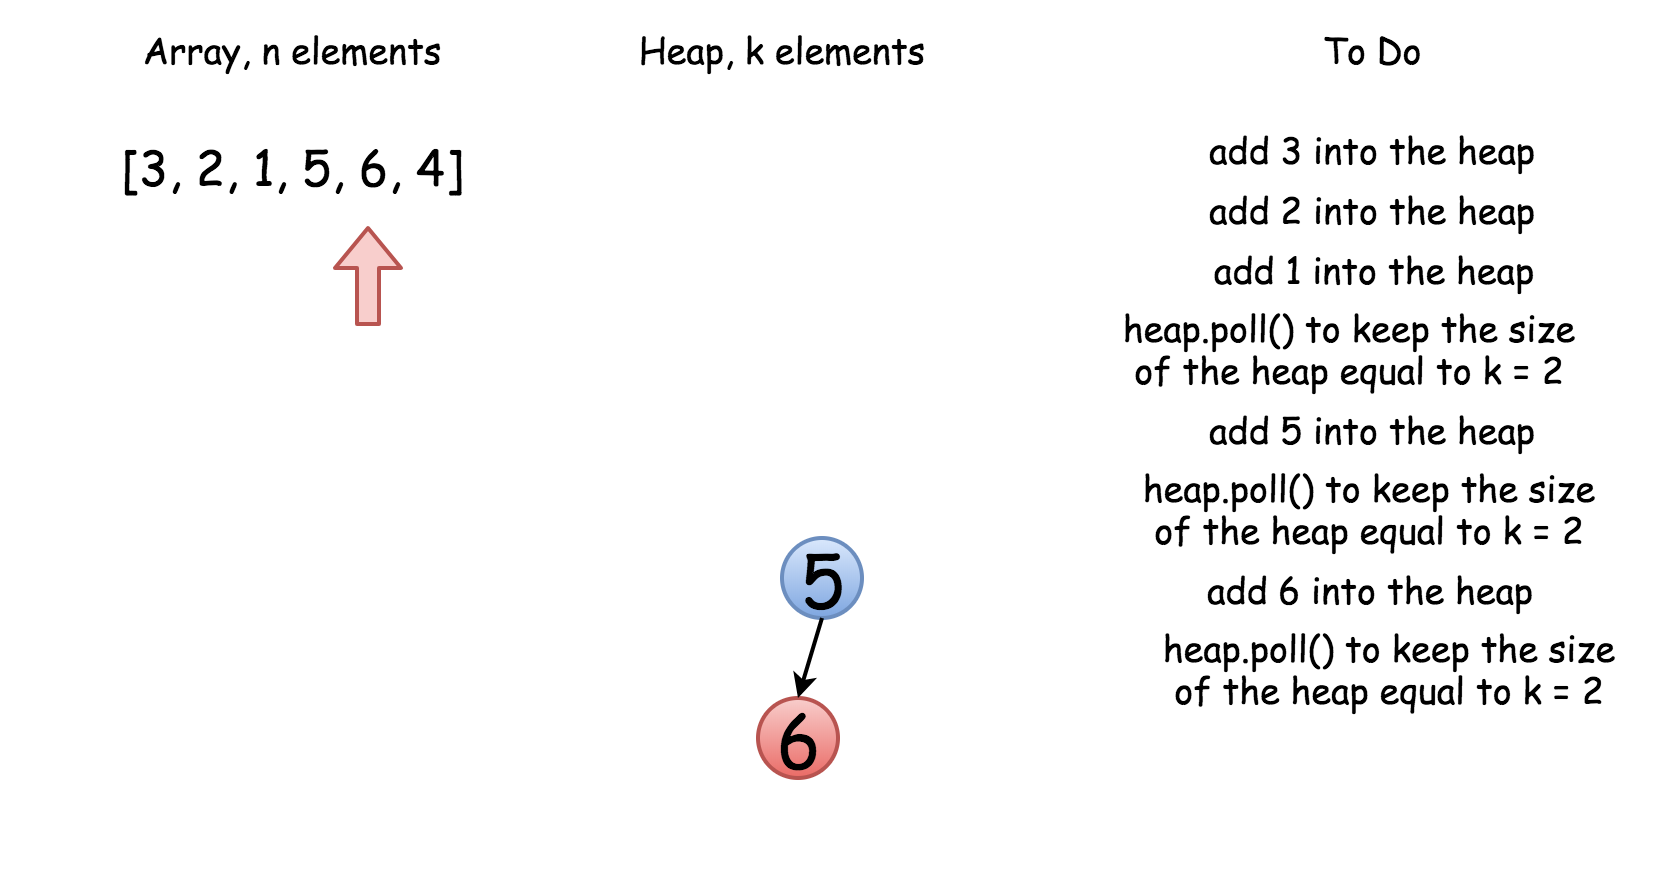 Array, n elements
Heap, k elements
To Do
[3, 2, 1, 5, 6, 4]
add 3 into the heap
add 2 into the heap
add 1 into the heap
heap.poll() to keep the size
of the heap equal to k = 2
add 5 into the heap
heap.poll() to keep the size
of the heap equal to k = 2
add 6 into the heap
heap.poll() to keep the size
of the heap equal to k = 2
5
6